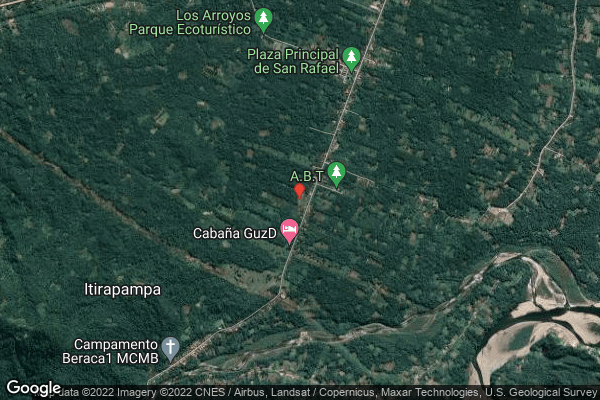 Los Arroyos
Parque Ecoturístico
Plaza Principal
de San Rafael
A.B.T
Cabaña GuzD
Itirapampa
Campamento
Beraca1 MCMB
Google
data ©2022 Imagery ©2022 CNES / Airbus, Landsat / Copernicus, Maxar Technologies, U.S. Geological Survey